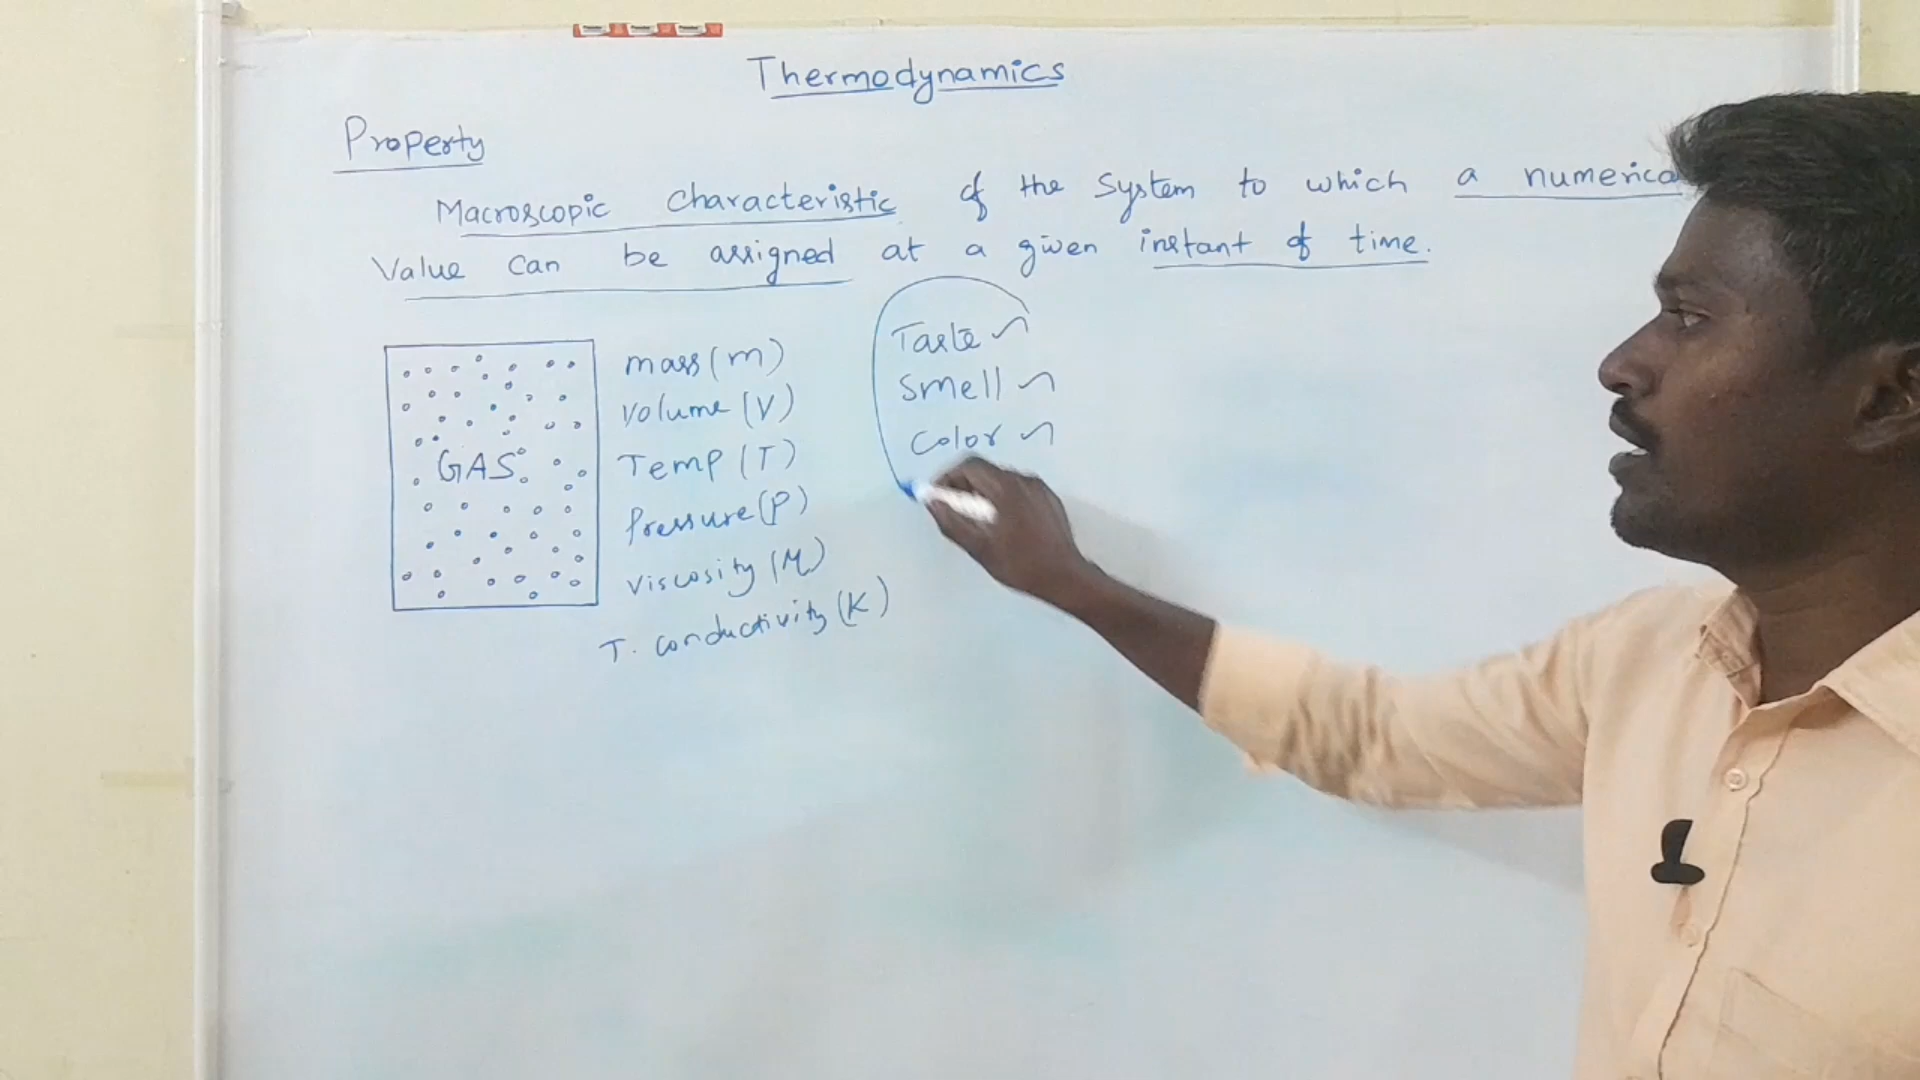 Thermodynamics
Property
Macroscopic characteristic of the system to which a numerica
Value can be assigned at a given instant of time.
GAS
mass (m)
volume (V)
Temp (T)
Pressure (P)
viscosity (M)
T. conductivity (K)
Taste
Smell
Color